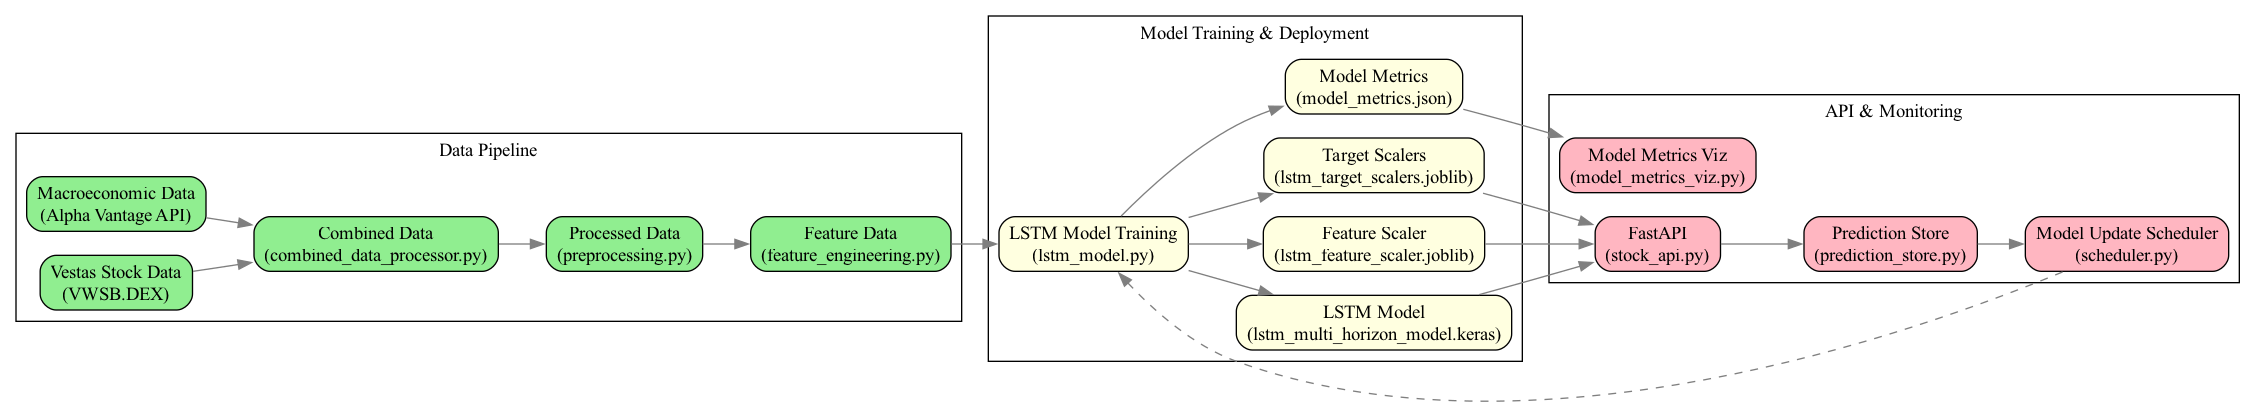 Data Pipeline
Macroeconomic Data
(Alpha Vantage API)
Vestas Stock Data
(VWSB.DEX)
Combined Data
(combined_data_processor.py)
Processed Data
(preprocessing.py)
Feature Data
(feature_engineering.py)
Model Training & Deployment
LSTM Model Training
(lstm_model.py)
Model Metrics
(model_metrics.json)
Target Scalers
(lstm_target_scalers.joblib)
Feature Scaler
(lstm_feature_scaler.joblib)
LSTM Model
(lstm_multi_horizon_model.keras)
API & Monitoring
Model Metrics Viz
(model_metrics_viz.py)
FastAPI
(stock_api.py)
Prediction Store
(prediction_store.py)
Model Update Scheduler
(scheduler.py)